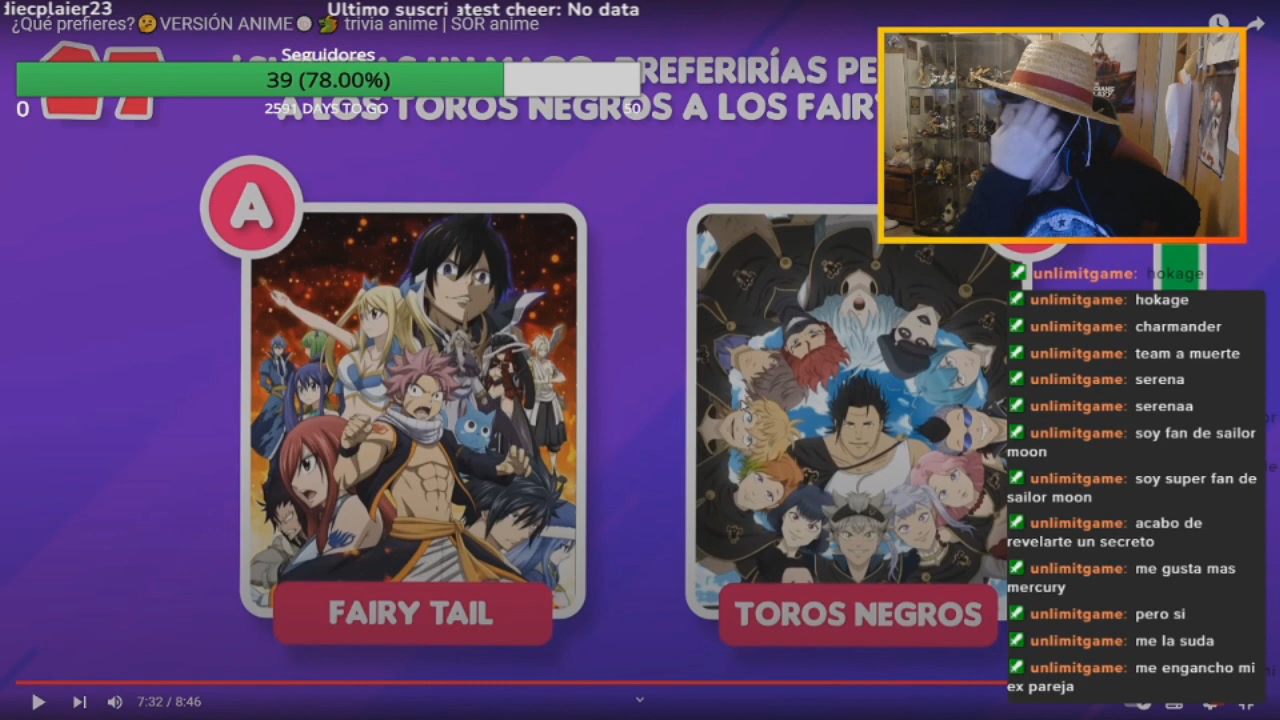 diecplaier23
Ultimo suscri atest cheer: No data
¿Qué prefieres? VERSIÓN ANIME trivia anime | SOR anime
Seguidores
39 (78.00%)
0
2591 DAYS TO GO
50
PREFERIRÍAS PE
A LOS TOROS NEGROS A LOS FAIRY
A
FAIRY TAIL
TOROS NEGROS
unlimitgame: hokage
unlimitgame: hokage
unlimitgame: charmander
unlimitgame: team a muerte
unlimitgame: serena
unlimitgame: serenaa
unlimitgame: soy fan de sailor
moon
unlimitgame: soy super fan de
sailor moon
unlimitgame: acabo de
revelarte un secreto
unlimitgame: me gusta mas
mercury
unlimitgame: pero si
unlimitgame: me la suda
unlimitgame: me engancho mi
ex pareja
7:32 / 8:46